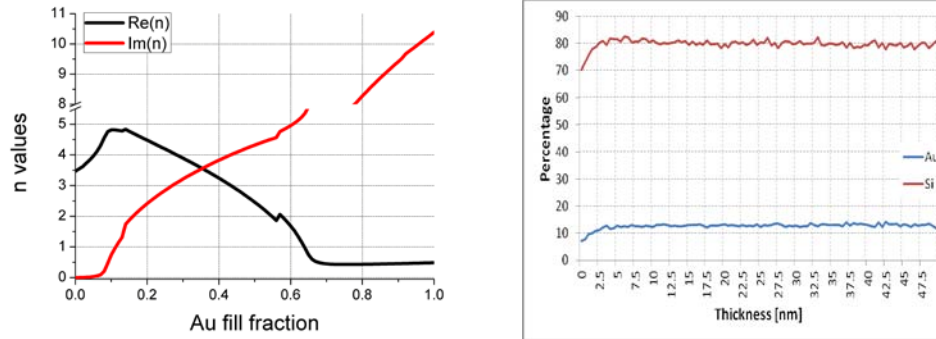 Re(n)
Im(n)
n values
11
10
9
8
5
4
3
2
1
0
0.0 0.2 0.4 0.6 0.8 1.0
Au fill fraction
Percentage
90
80
70
60
50
40
30
20
10
0
Au
Si
0 2.5 5 7.5 10 12.5 15 17.5 20 22.5 25 27.5 30 32.5 35 37.5 40 42.5 45 47.5
Thickness [nm]